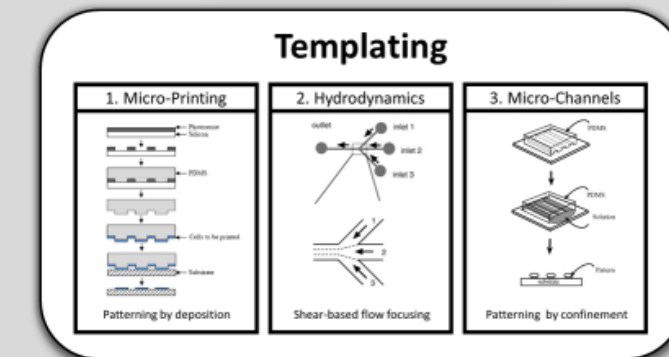 Templating
1. Micro-Printing
Photoresist
Silicon
PDMS
Cells to be printed
Substrate
Patterning by deposition
2. Hydrodynamics
outlet
inlet 1
inlet 2
inlet 3
1
2
3
Shear-based flow focusing
3. Micro-Channels
PDMS
PDMS
Solution
Pattern
substrate
Patterning by confinement